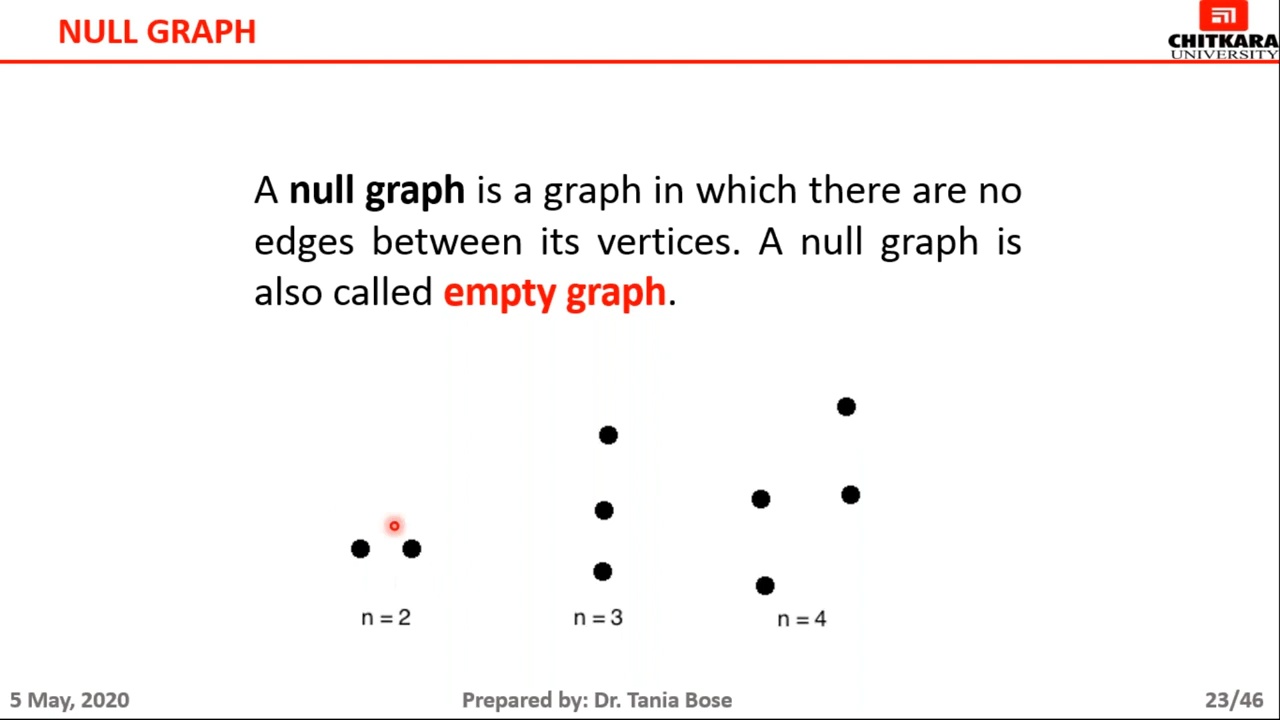 NULL GRAPH
CHITKARA
UNIVERSITY
A null graph is a graph in which there are no
edges between its vertices. A null graph is
also called empty graph.
n = 2
n = 3
n = 4
5 May, 2020
Prepared by: Dr. Tania Bose
23/46